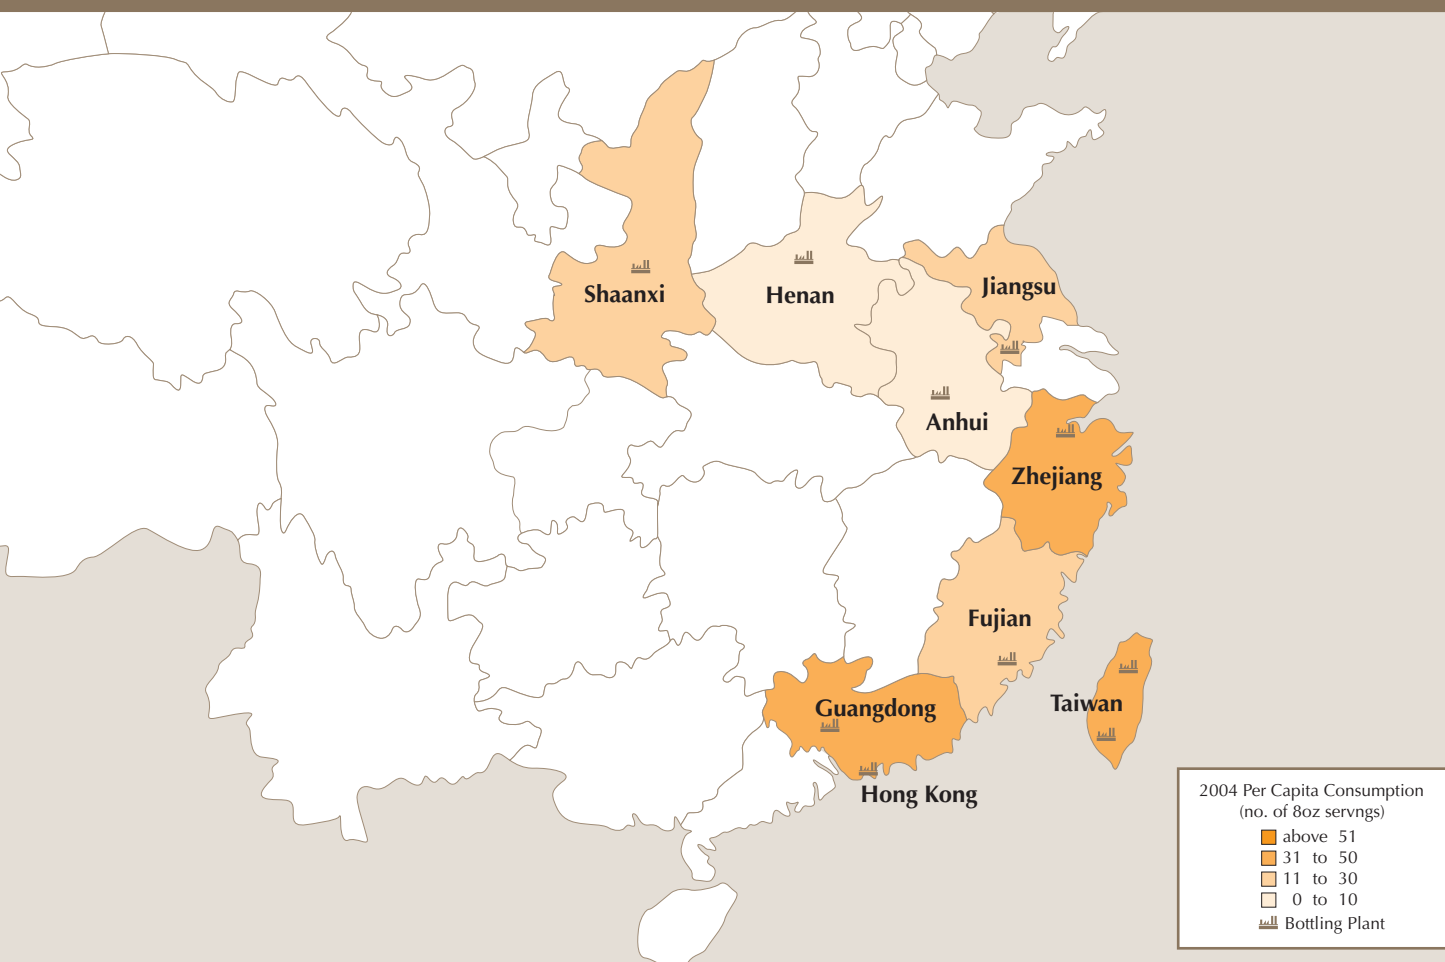 Shaanxi
Henan
Jiangsu
Anhui
Zhejiang
Fujian
Taiwan
Guangdong
Hong Kong
2004 Per Capita Consumption
(no. of 8oz servngs)
above 51
31 to 50
11 to 30
0 to 10
Bottling Plant